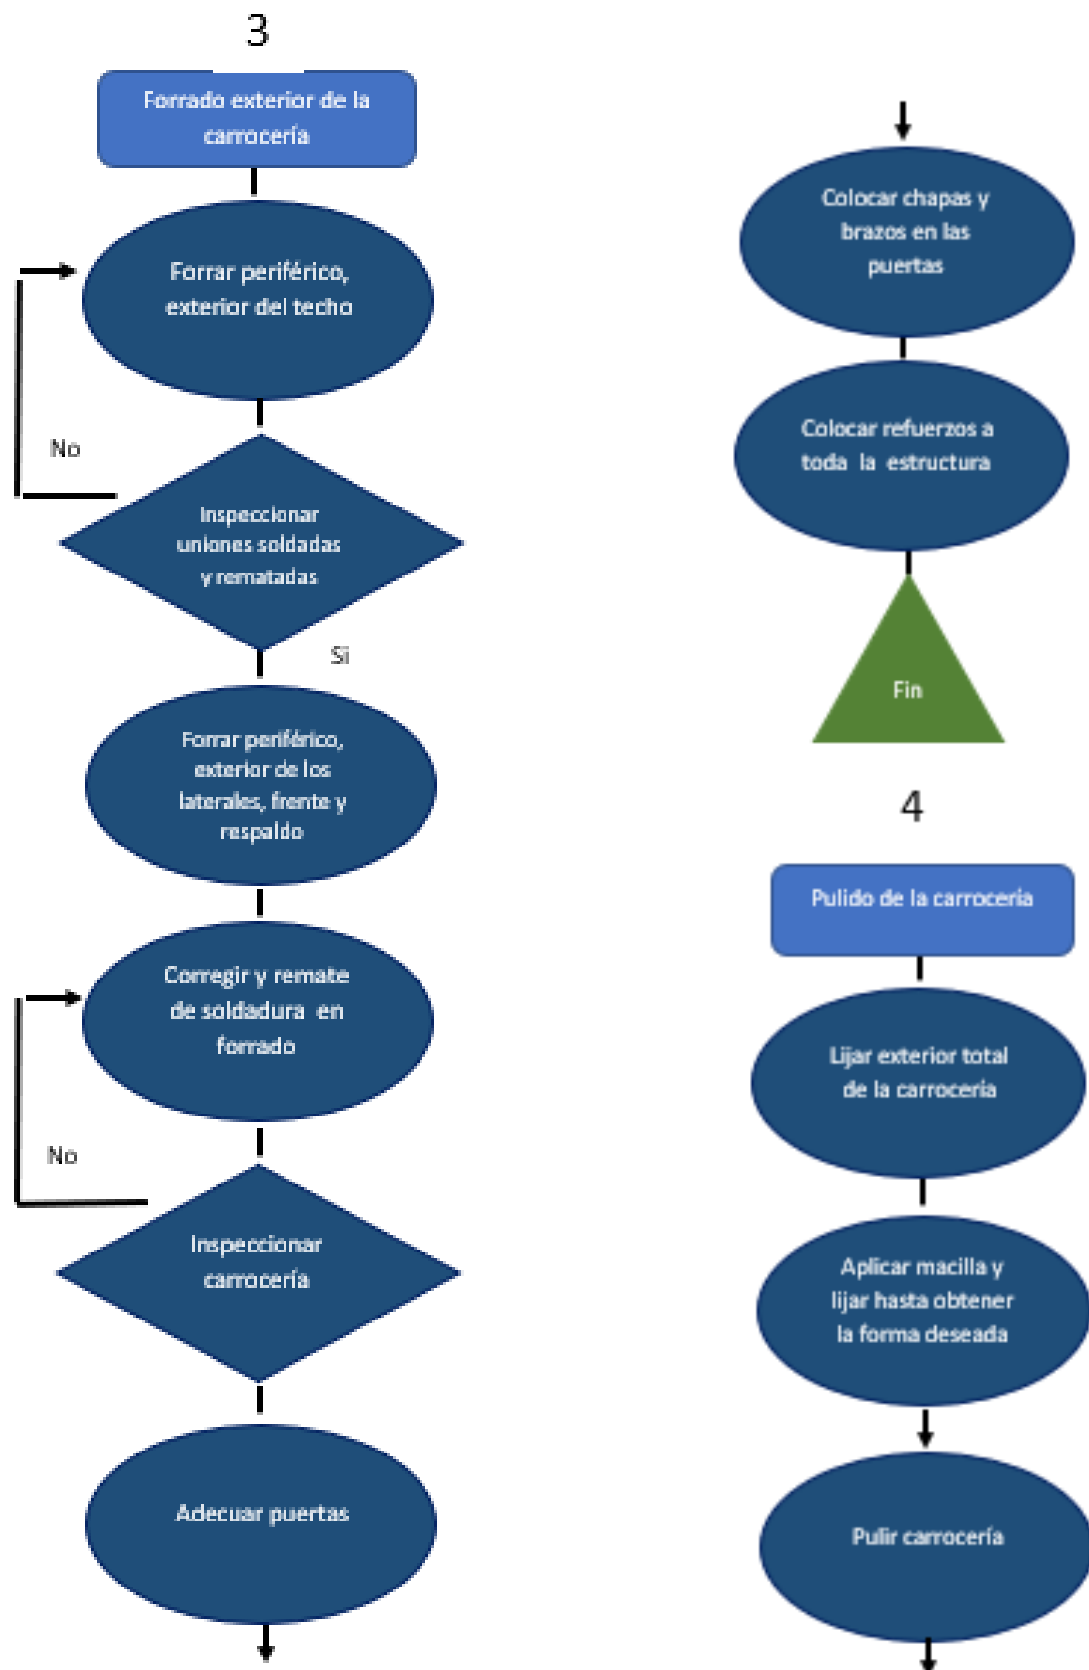 3
Forrado exterior de la
carrocería
Forrar periférico,
exterior del techo
No
Inspeccionar
uniones soldadas
y rematadas
Si
Forrar periférico,
exterior de los
laterales, frente y
respaldo
Corregir y remate
de soldadura en
forrado
No
Inspeccionar
carrocería
Adecuar puertas
Colocar chapas y
brazos en las
puertas
Colocar refuerzos a
toda la estructura
Fin
4
Pulido de la carrocería
Lijar exterior total
de la carrocería
Aplicar macilla y
lijar hasta obtener
la forma deseada
Pulir carrocería